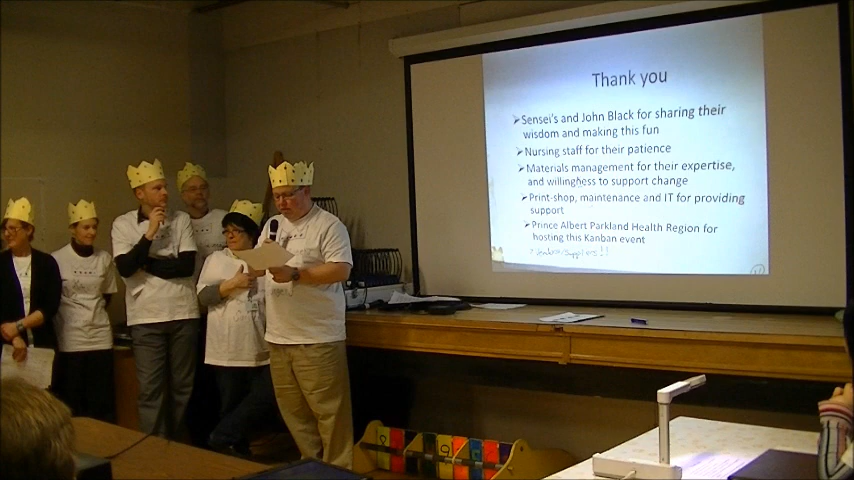 Thank you
➢Sensei's and John Black for sharing their
wisdom and making this fun
➢Nursing staff for their patience
➢Materials management for their expertise,
and willingness to support change
➢Print-shop, maintenance and IT for providing
support
➢Prince Albert Parkland Health Region for
hosting this Kanban event
Suppliers!!